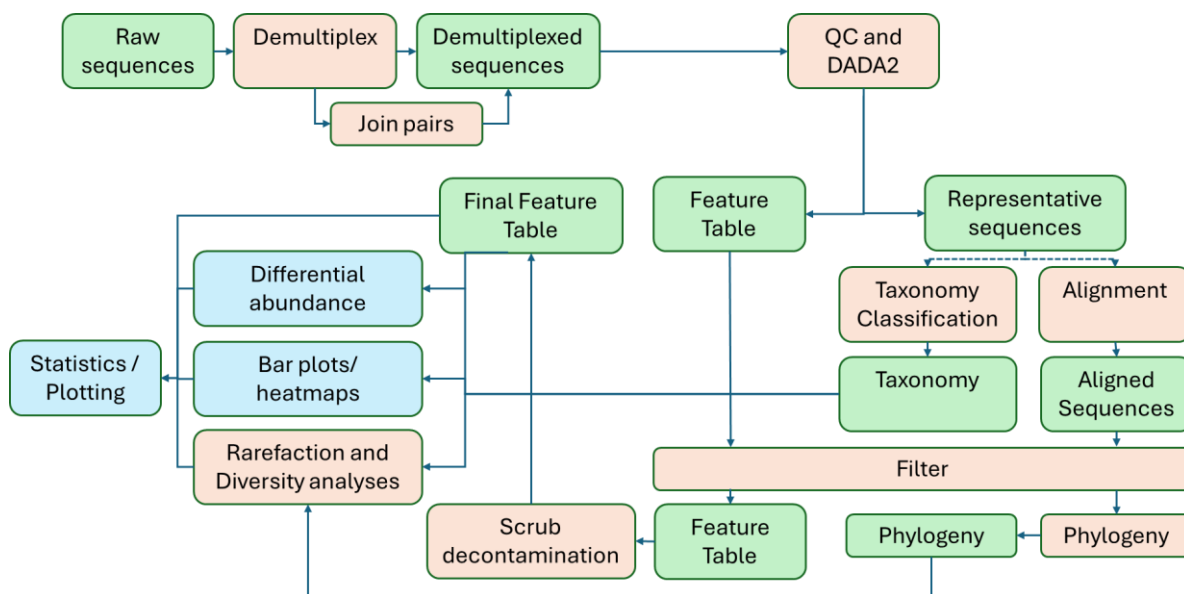 Raw
sequences
Demultiplex
Demultiplexed
sequences
QC and
DADA2
Join pairs
Final Feature
Table
Feature
Table
Representative
sequences
Differential
abundance
Taxonomy
Classification
Alignment
Statistics /
Plotting
Bar plots/
heatmaps
Taxonomy
Aligned
Sequences
Rarefaction and
Diversity analyses
Filter
Scrub
decontamination
Feature
Table
Phylogeny
Phylogeny